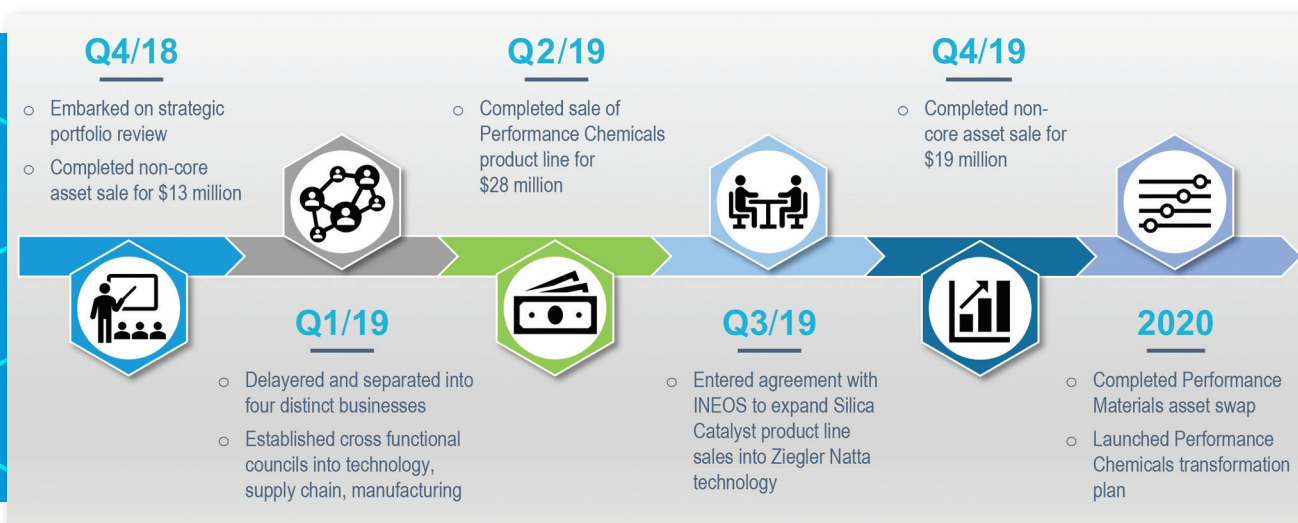 Q4/18
○ Embarked on strategic
portfolio review
○ Completed non-core
asset sale for $13 million
Q1/19
○ Delayered and separated into
four distinct businesses
○ Established cross functional
councils into technology,
supply chain, manufacturing
Q2/19
○ Completed sale of
Performance Chemicals
product line for
$28 million
Q3/19
○ Entered agreement with
INEOS to expand Silica
Catalyst product line
sales into Ziegler Natta
technology
Q4/19
○ Completed non-
core asset sale for
$19 million
2020
○ Completed Performance
Materials asset swap
○ Launched Performance
Chemicals transformation
plan